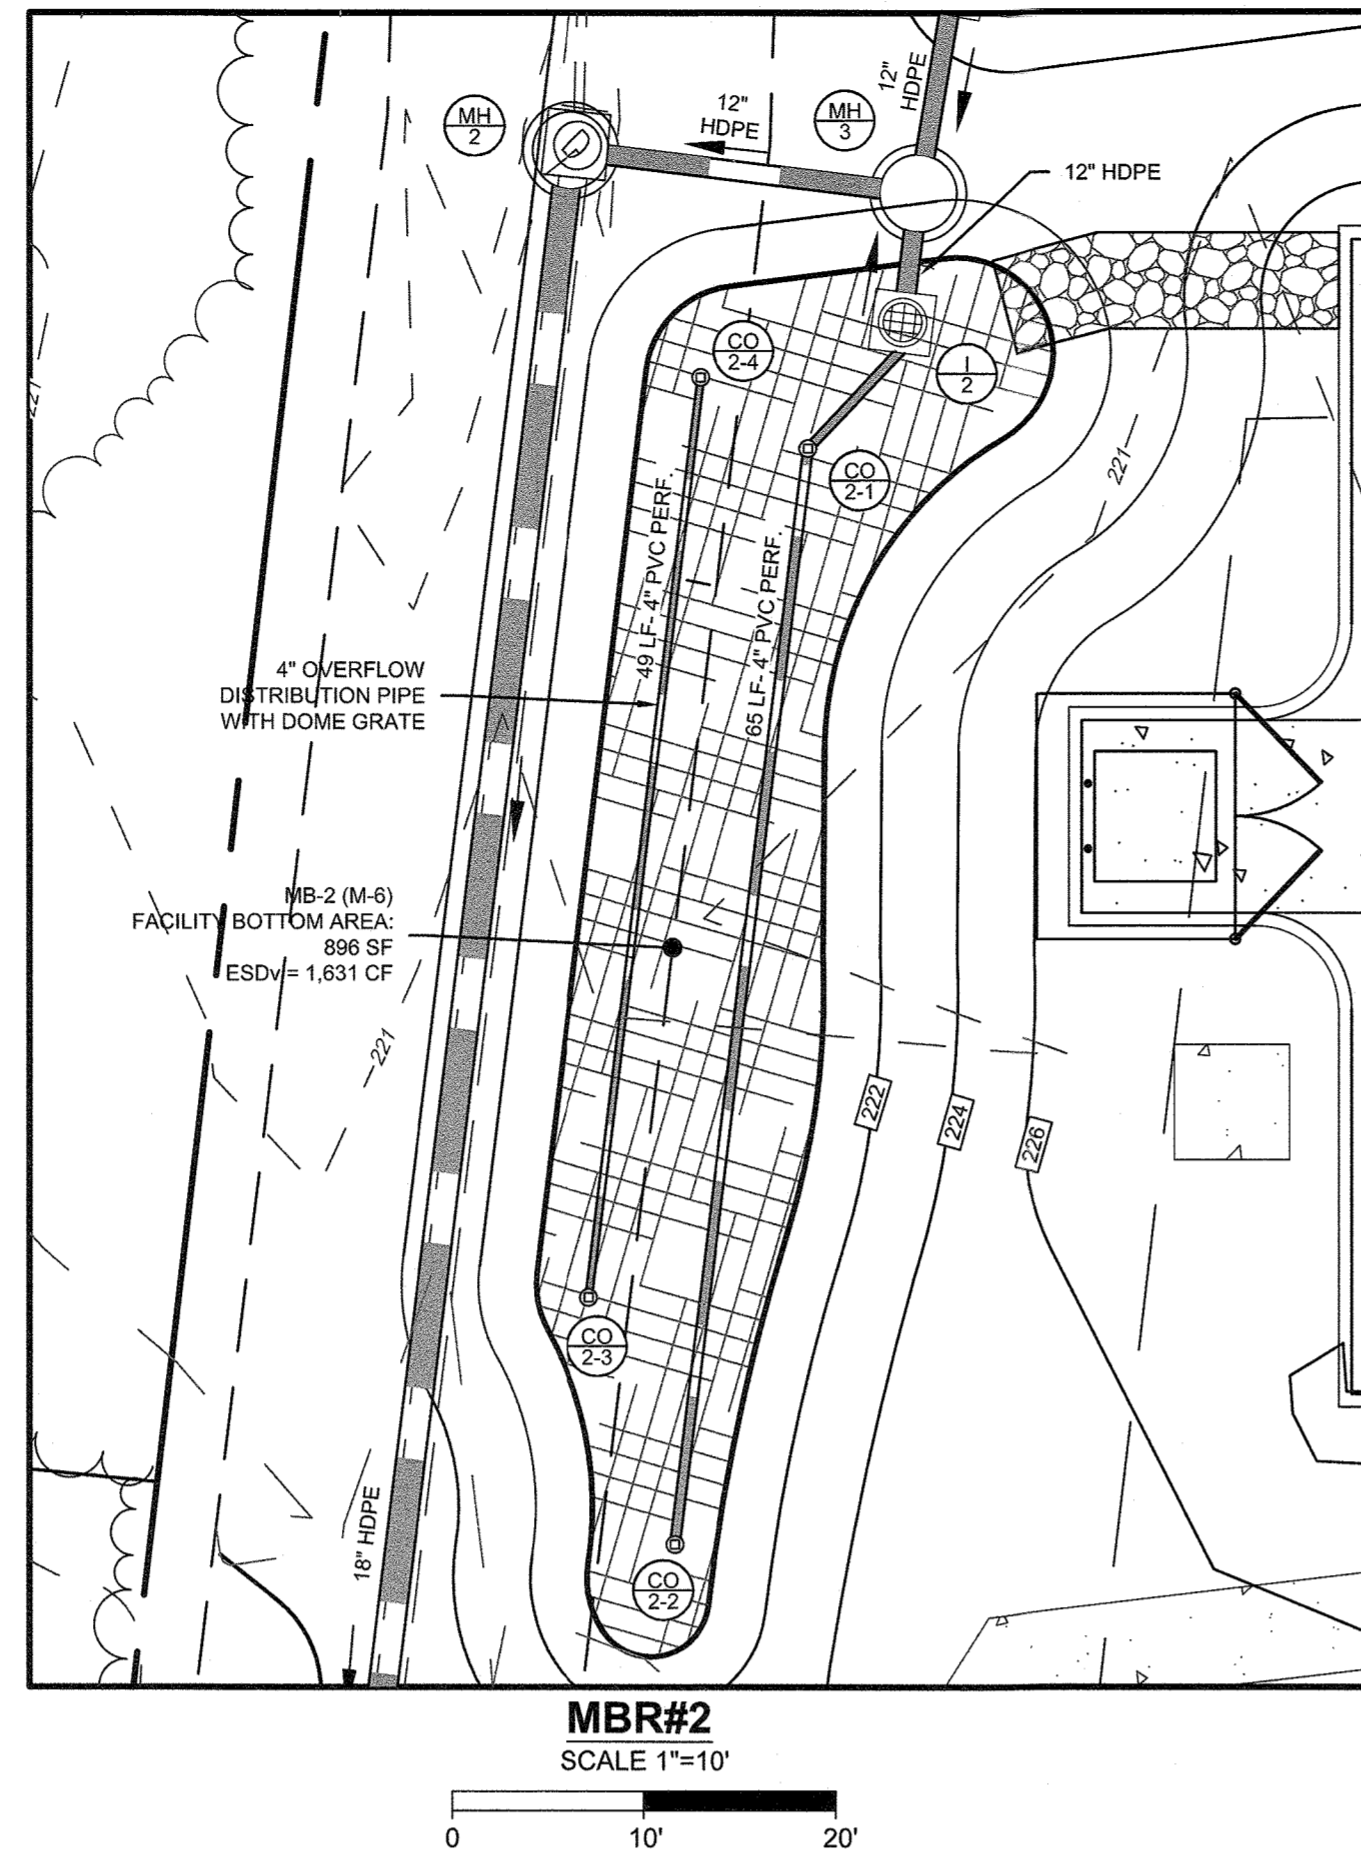 12"
HDPE
MH
2
12"
HDPE
MH
3
12" HDPE
CO
2-4
I
2
221
CO
2-1
221
49 LF- 4" PVC PERF.
65 LF- 4" PVC PERF.
4" OVERFLOW
DISTRIBUTION PIPE
WITH DOME GRATE
MB-2 (M-6)
FACILITY BOTTOM AREA:
896 SF
ESDv = 1,631 CF
221
222
224
226
CO
2-3
18" HDPE
CO
2-2
MBR#2
SCALE 1"=10'
0 10' 20'